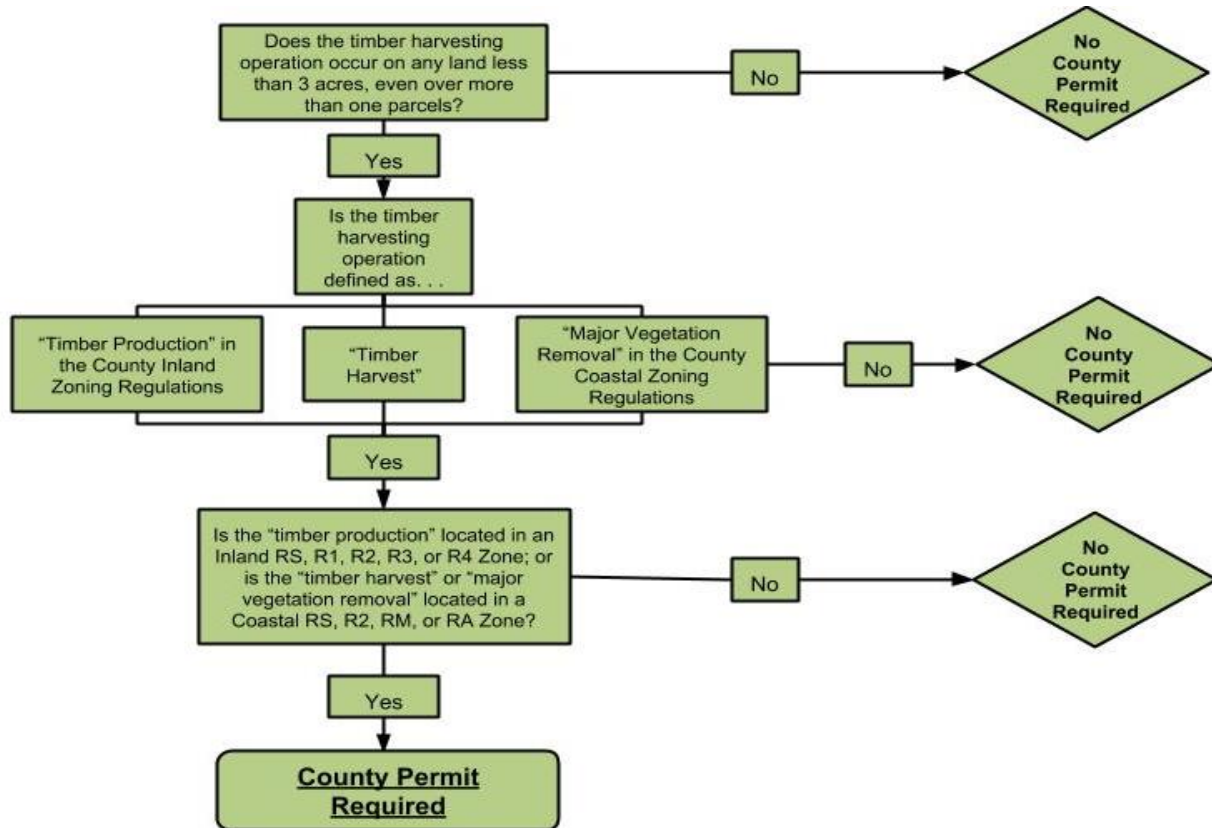 Does the timber harvesting
operation occur on any land less
than 3 acres, even over more
than one parcels?
No
No
County
Permit
Required
Yes
Is the timber
harvesting
operation
defined as. . .
“Timber Production” in
the County Inland
Zoning Regulations
“Timber
Harvest”
“Major Vegetation
Removal” in the County
Coastal Zoning
Regulations
No
No
County
Permit
Required
Yes
Is the “timber production” located in an
Inland RS, R1, R2, R3, or R4 Zone; or
is the “timber harvest” or “major
vegetation removal” located in a
Coastal RS, R2, RM, or RA Zone?
No
No
County
Permit
Required
Yes
County Permit
Required